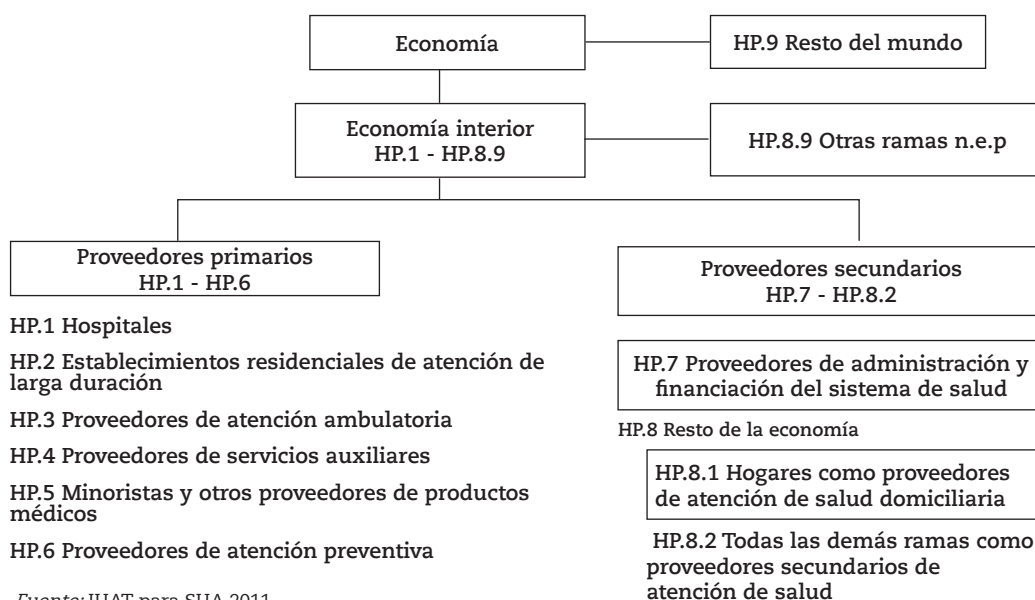 Economía
HP.9 Resto del mundo
Economía interior
HP.1 - HP.8.9
HP.8.9 Otras ramas n.e.p
Proveedores primarios
HP.1 - HP.6
HP.1 Hospitales
HP.2 Establecimientos residenciales de atención de
larga duración
HP.3 Proveedores de atención ambulatoria
HP.4 Proveedores de servicios auxiliares
HP.5 Minoristas y otros proveedores de productos
médicos
HP.6 Proveedores de atención preventiva
Proveedores secundarios
HP.7 - HP.8.2
HP.7 Proveedores de administración y
financiación del sistema de salud
HP.8 Resto de la economía
HP.8.1 Hogares como proveedores
de atención de salud domiciliaria
HP.8.2 Todas las demás ramas como
proveedores secundarios de
atención de salud
Fuente: IHAT para SHA 2011